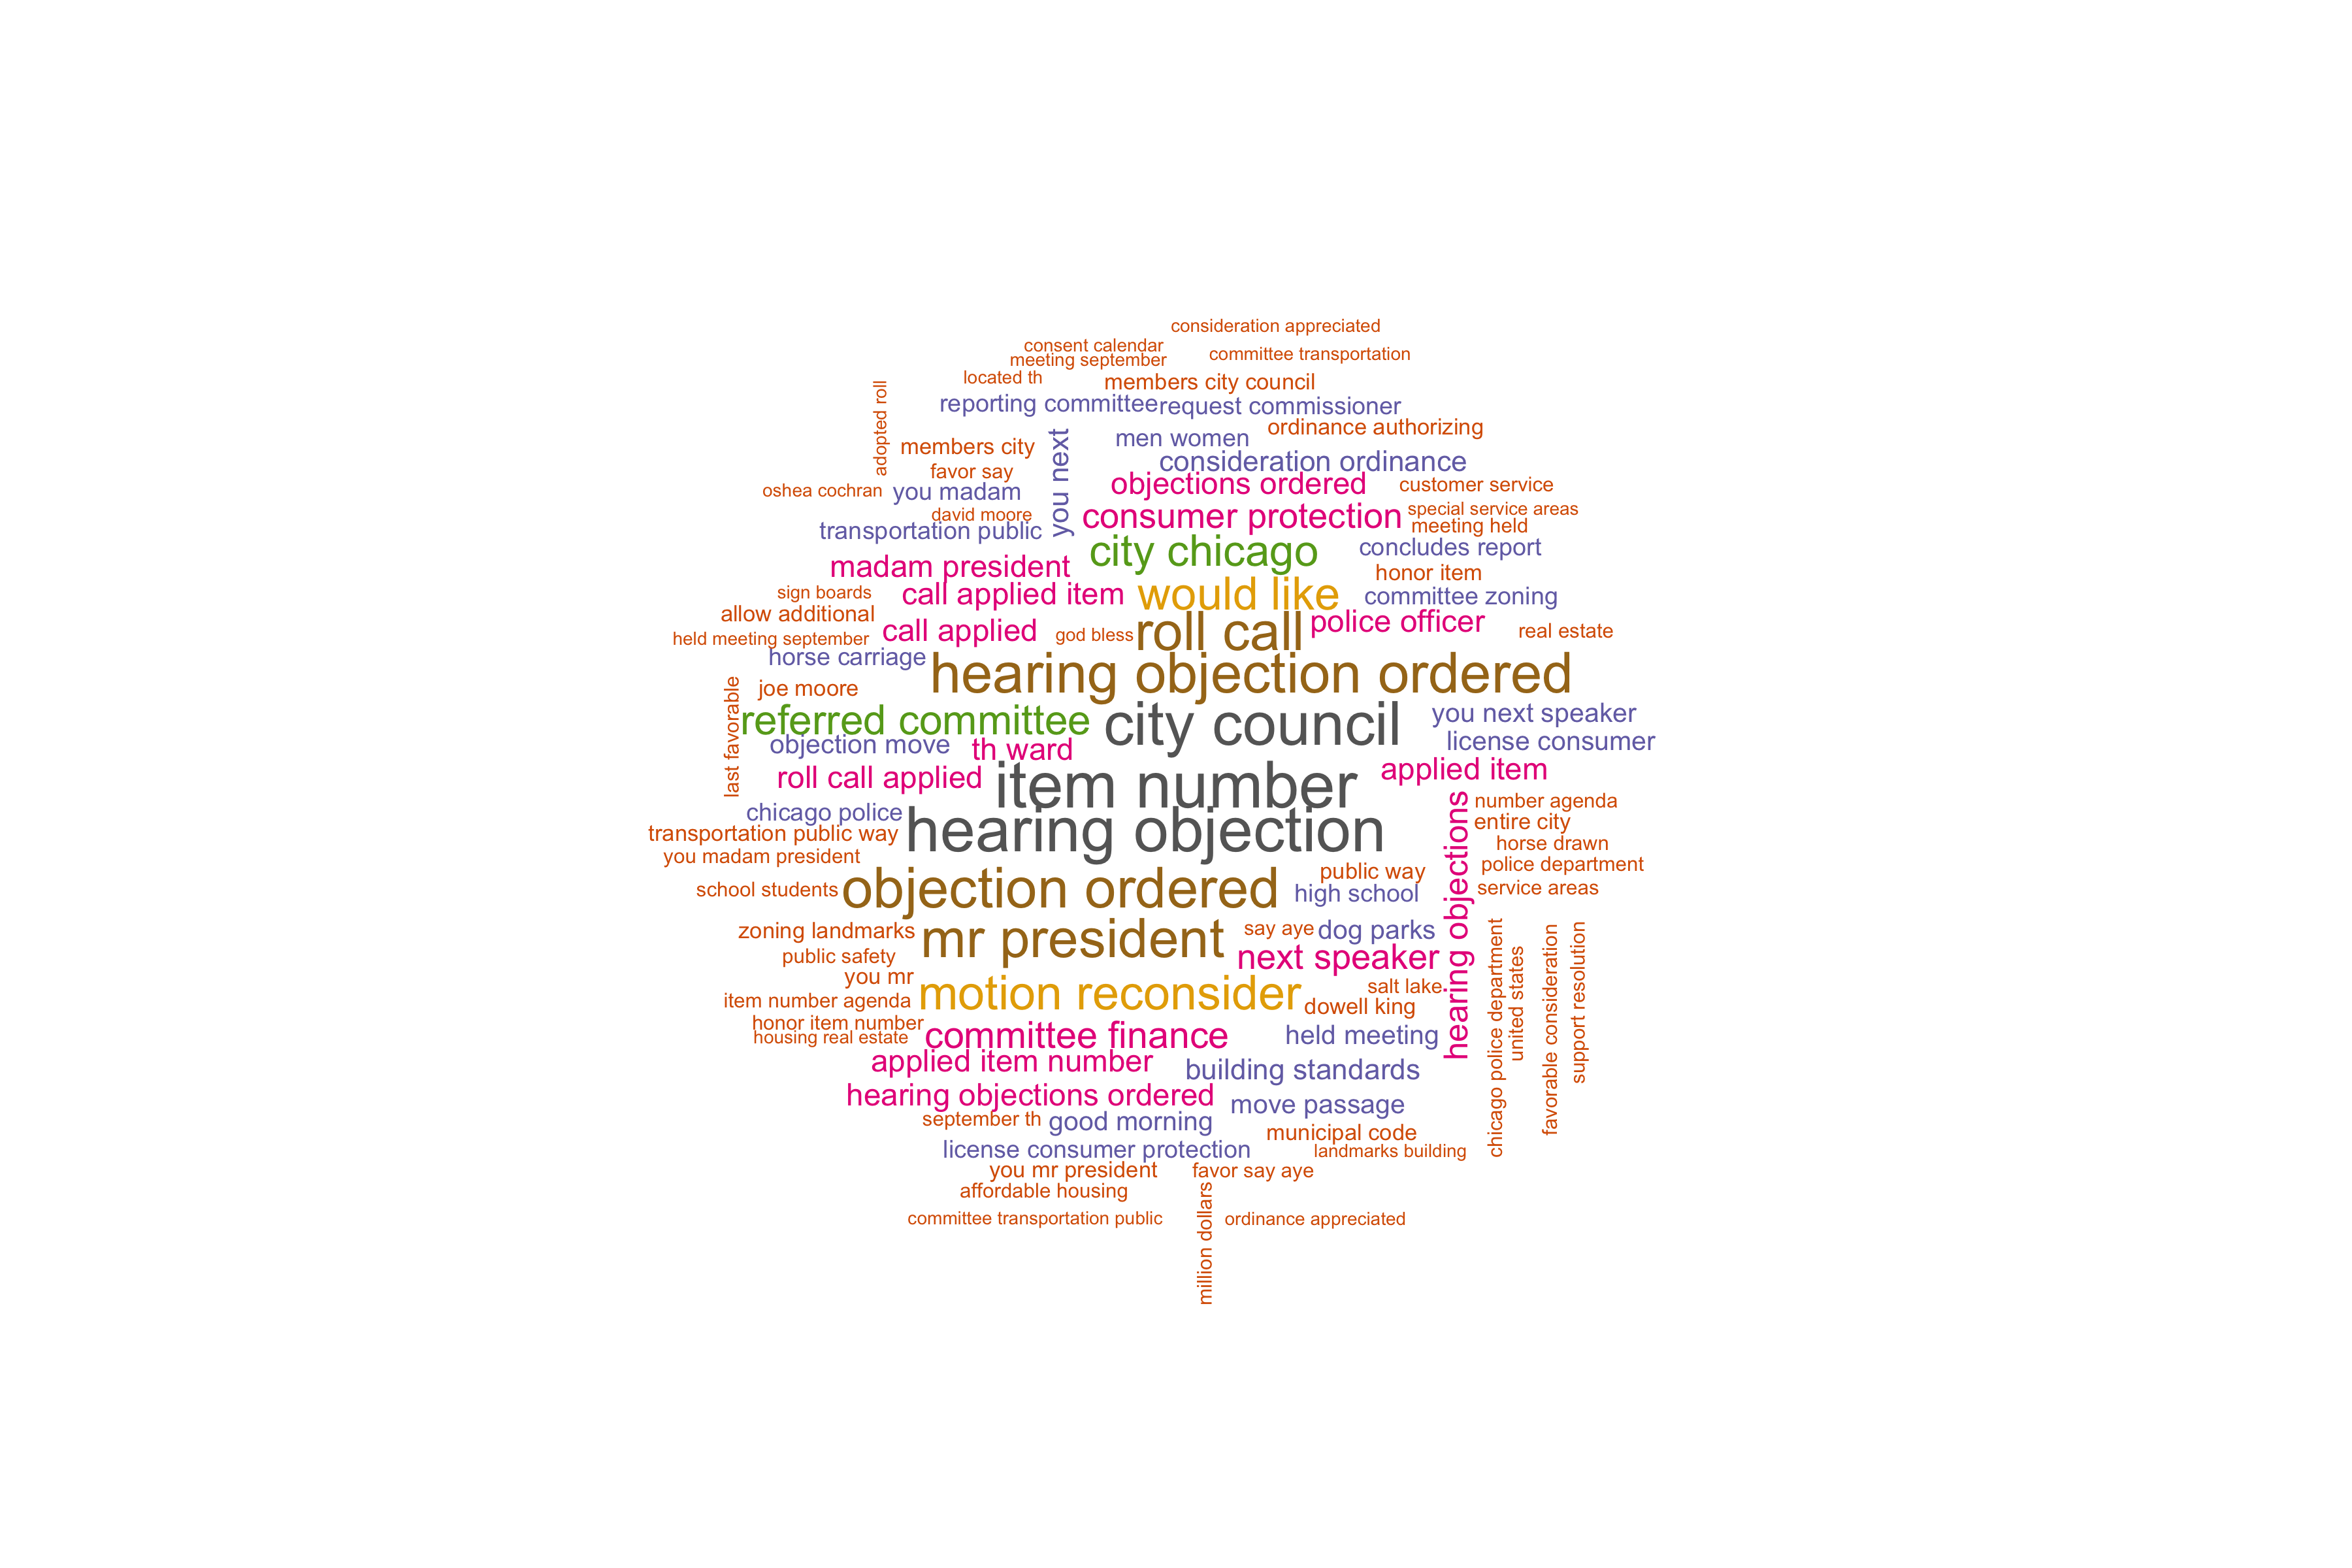 consideration appreciated
consent calendar
meeting september
committee transportation
located th
members city council
adopted roll
reporting committee
request commissioner
ordinance authorizing
men women
you next
members city
consideration ordinance
favor say
objections ordered
customer service
oshea cochran
you madam
special service areas
david moore
consumer protection
meeting held
transportation public
city chicago
concludes report
madam president
honor item
sign boards
call applied item
would like
committee zoning
allow additional
police officer
call applied
god bless
roll call
real estate
held meeting september
horse carriage
hearing objection ordered
joe moore
last favorable
referred committee
city council
you next speaker
objection move
th ward
license consumer
roll call applied
item number
applied item
number agenda
chicago police
hearing objection
hearing objections
entire city
transportation public way
horse drawn
you madam president
police department
public way
school students
objection ordered
high school
service areas
zoning landmarks
mr president
say aye
dog parks
public safety
next speaker
you mr
salt lake
item number agenda
motion reconsider
dowell king
chicago police department
united states
favorable consideration
support resolution
honor item number
housing real estate
committee finance
held meeting
applied item number
building standards
hearing objections ordered
move passage
september th
good morning
municipal code
license consumer protection
landmarks building
you mr president
favor say aye
affordable housing
committee transportation public
million dollars
ordinance appreciated